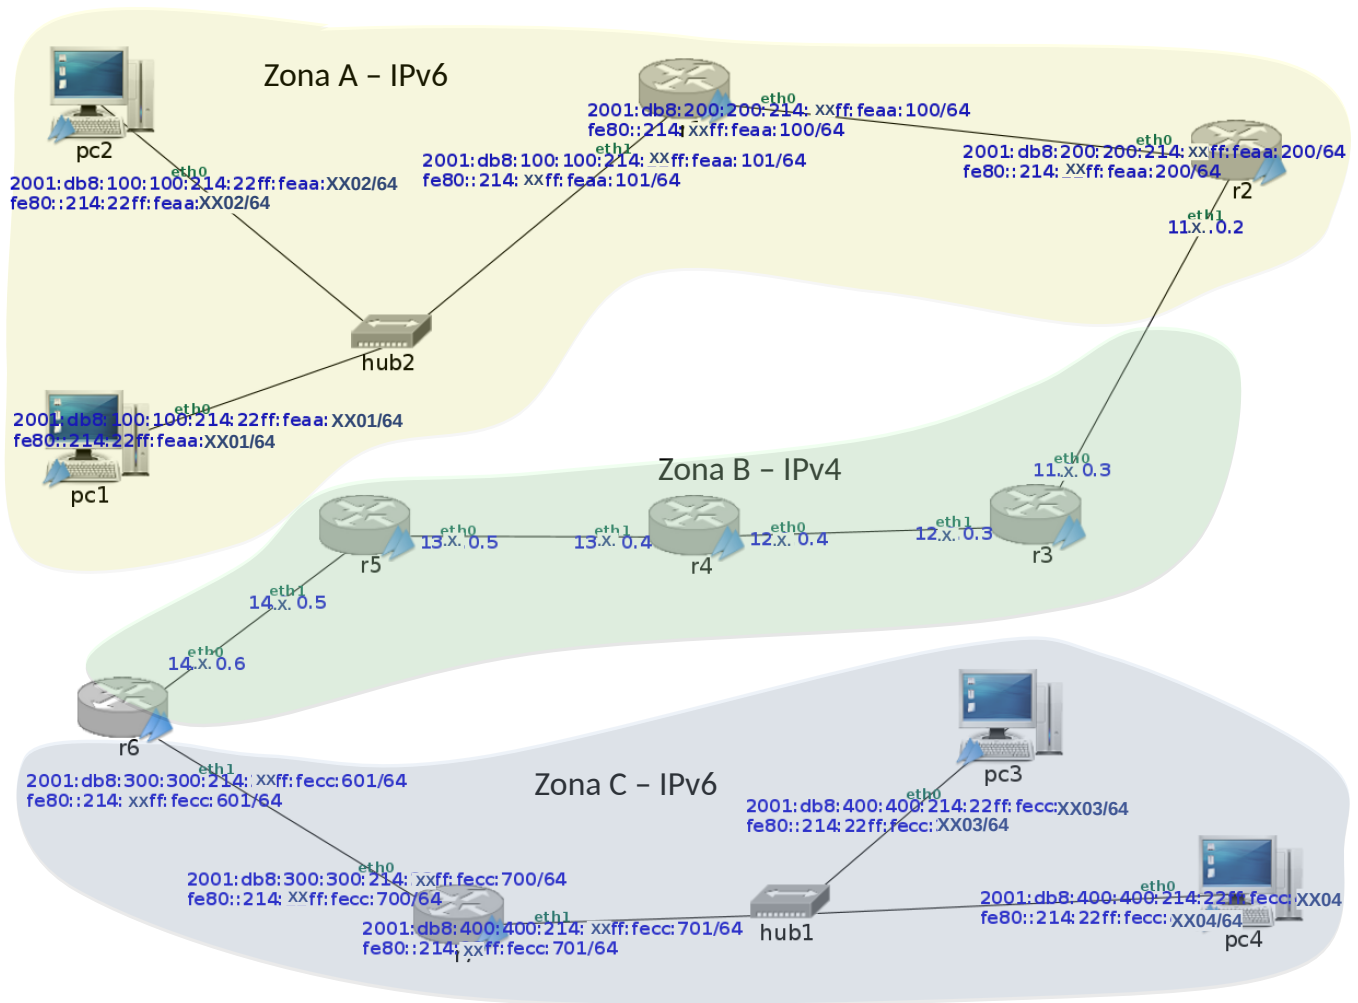 Zona A – IPv6
pc2
eth0
2001:db8:100:100:214:22ff:feaa:XX02/64
fe80::214:22ff:feaa:XX02/64
eth0
2001:db8:200:200:214: xxff:feaa:100/64
fe80::214: xxff:feaa:100/64
eth1
2001:db8:100:100:214: xxff:feaa:101/64
fe80::214: xxff:feaa:101/64
eth0
2001:db8:200:200:214: xxff:feaa:200/64
fe80::214: xxff:feaa:200/64
r2
eth1
11.x. 0.2
hub2
eth0
2001:db8:100:100:214:22ff:feaa:XX01/64
fe80::214:22ff:feaa:XX01/64
pc1
Zona B – IPv4
eth0
11.x. 0.3
eth0
13.x. 0.5
eth1
13.x. 0.4
eth0
12.x. 0.4
eth1
12.x. 0.3
r5
r4
r3
eth1
14.x. 0.5
eth0
14.x. 0.6
r6
eth1
2001:db8:300:300:214: xxff:fecc:601/64
fe80::214: xxff:fecc:601/64
Zona C – IPv6
pc3
eth0
2001:db8:400:400:214:22ff:fecc:XX03/64
fe80::214:22ff:fecc:XX03/64
eth0
2001:db8:300:300:214: xxff:fecc:700/64
fe80::214: xxff:fecc:700/64
eth1
2001:db8:400:400:214: xxff:fecc:701/64
fe80::214: xxff:fecc:701/64
hub1
eth0
2001:db8:400:400:214:22ff:fecc:XX04
fe80::214:22ff:fecc:XX04/64
pc4